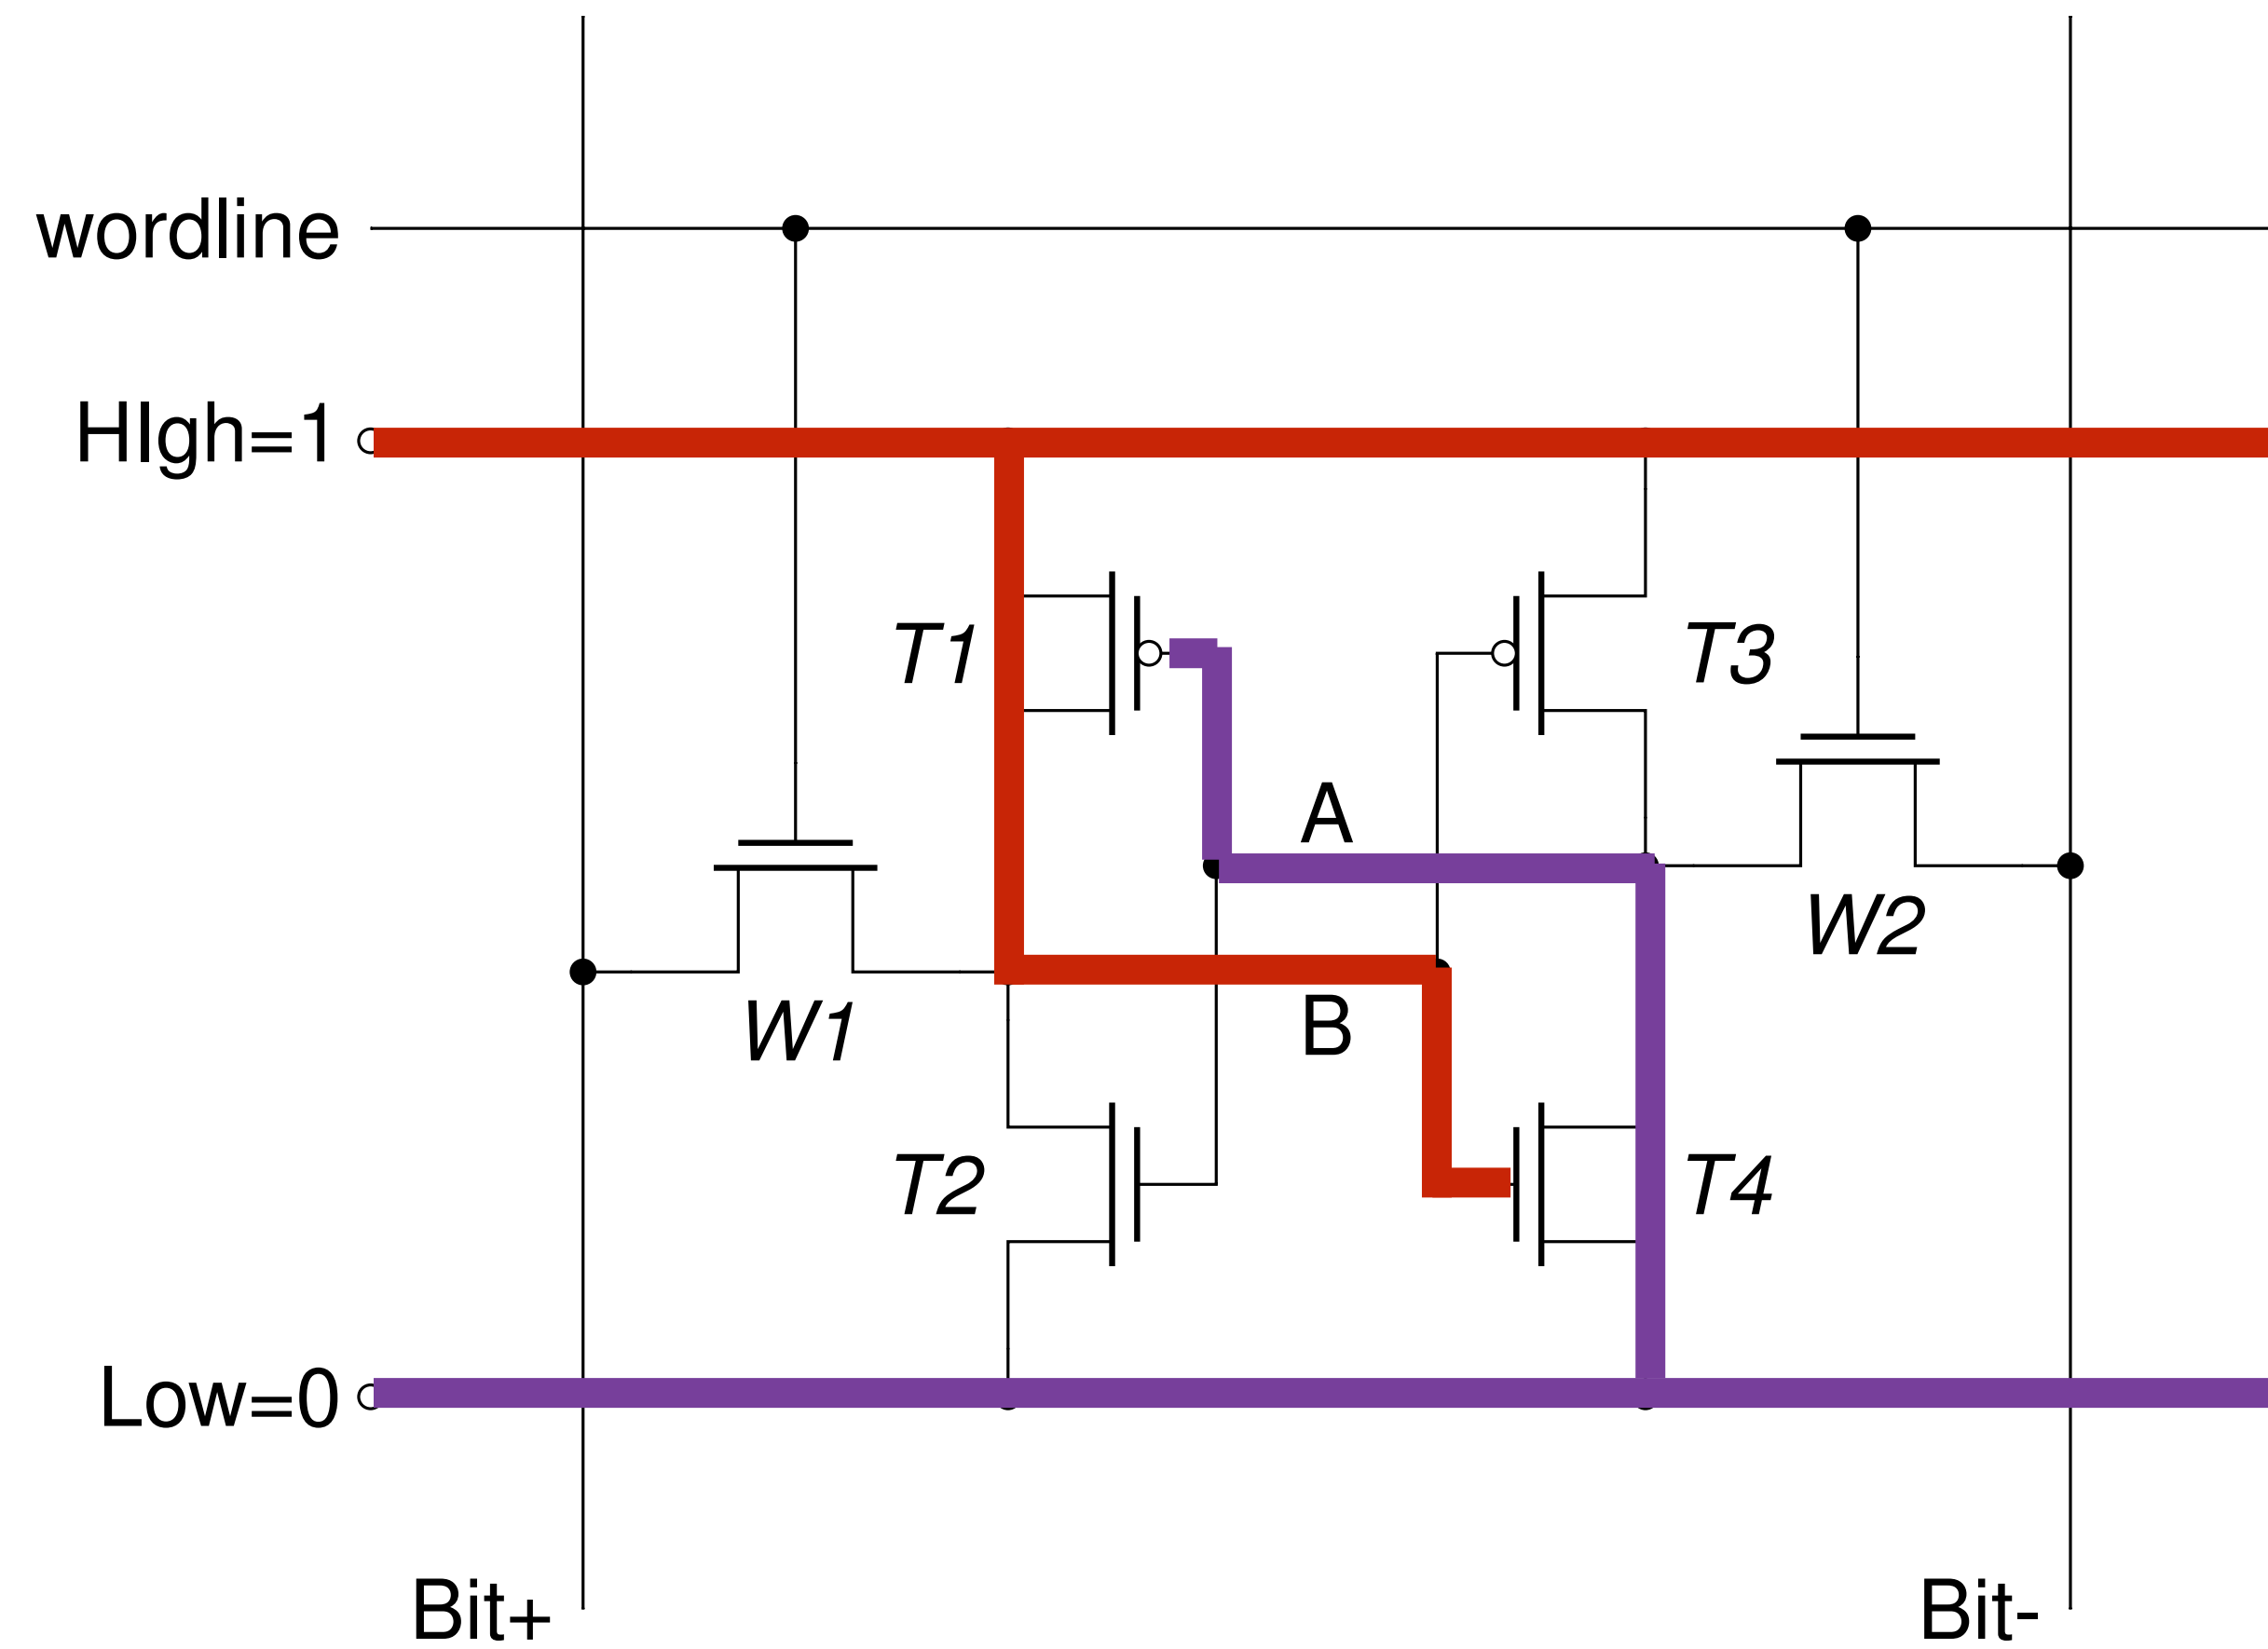 wordline
HIgh=1
T1
T3
A
W2
W1
B
T2
T4
Low=0
Bit+
Bit-